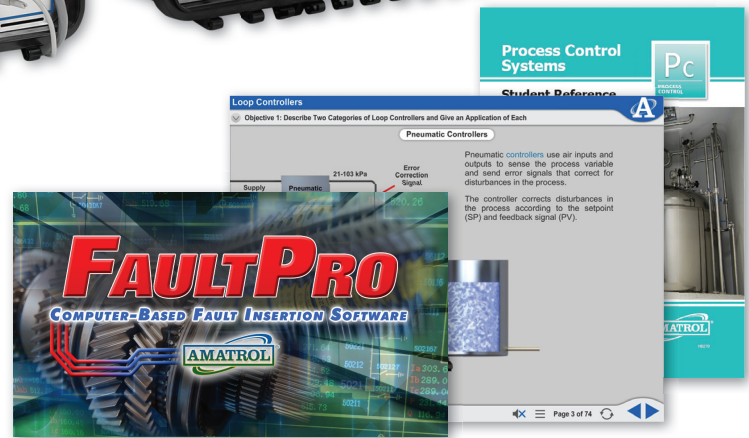 Process Control
Systems
Pc
PROCESS
CONTROL
Student Reference
Loop Controllers
A
Objective 1: Describe Two Categories of Loop Controllers and Give an Application of Each
Pneumatic Controllers
Pneumatic controllers use air inputs and
outputs to sense the process variable
and send error signals that correct for
disturbances in the process.
The controller corrects disturbances in
the process according to the setpoint
(SP) and feedback signal (PV).
21-103 kPa
Error
Correction
Signal
Supply
Pneumatic
FAULTPRO
COMPUTER-BASED FAULT INSERTION SOFTWARE
AMATROL
Page 3 of 74
AMATROL